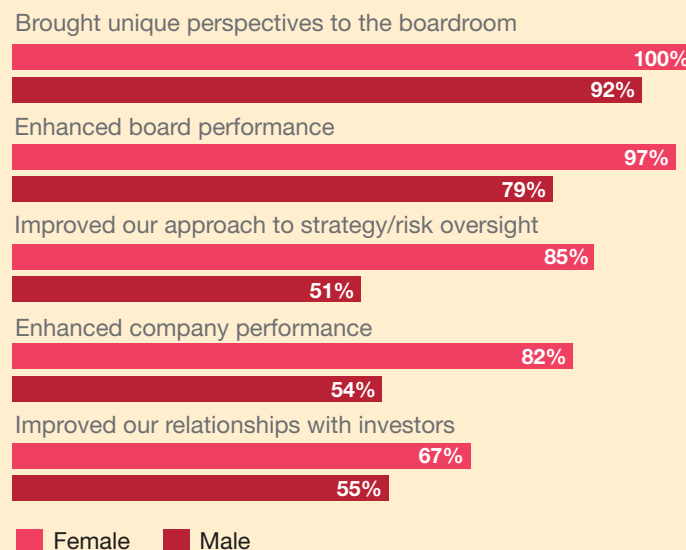 Brought unique perspectives to the boardroom
100%
92%
Enhanced board performance
97%
79%
Improved our approach to strategy/risk oversight
85%
51%
Enhanced company performance
82%
54%
Improved our relationships with investors
67%
55%
Female Male